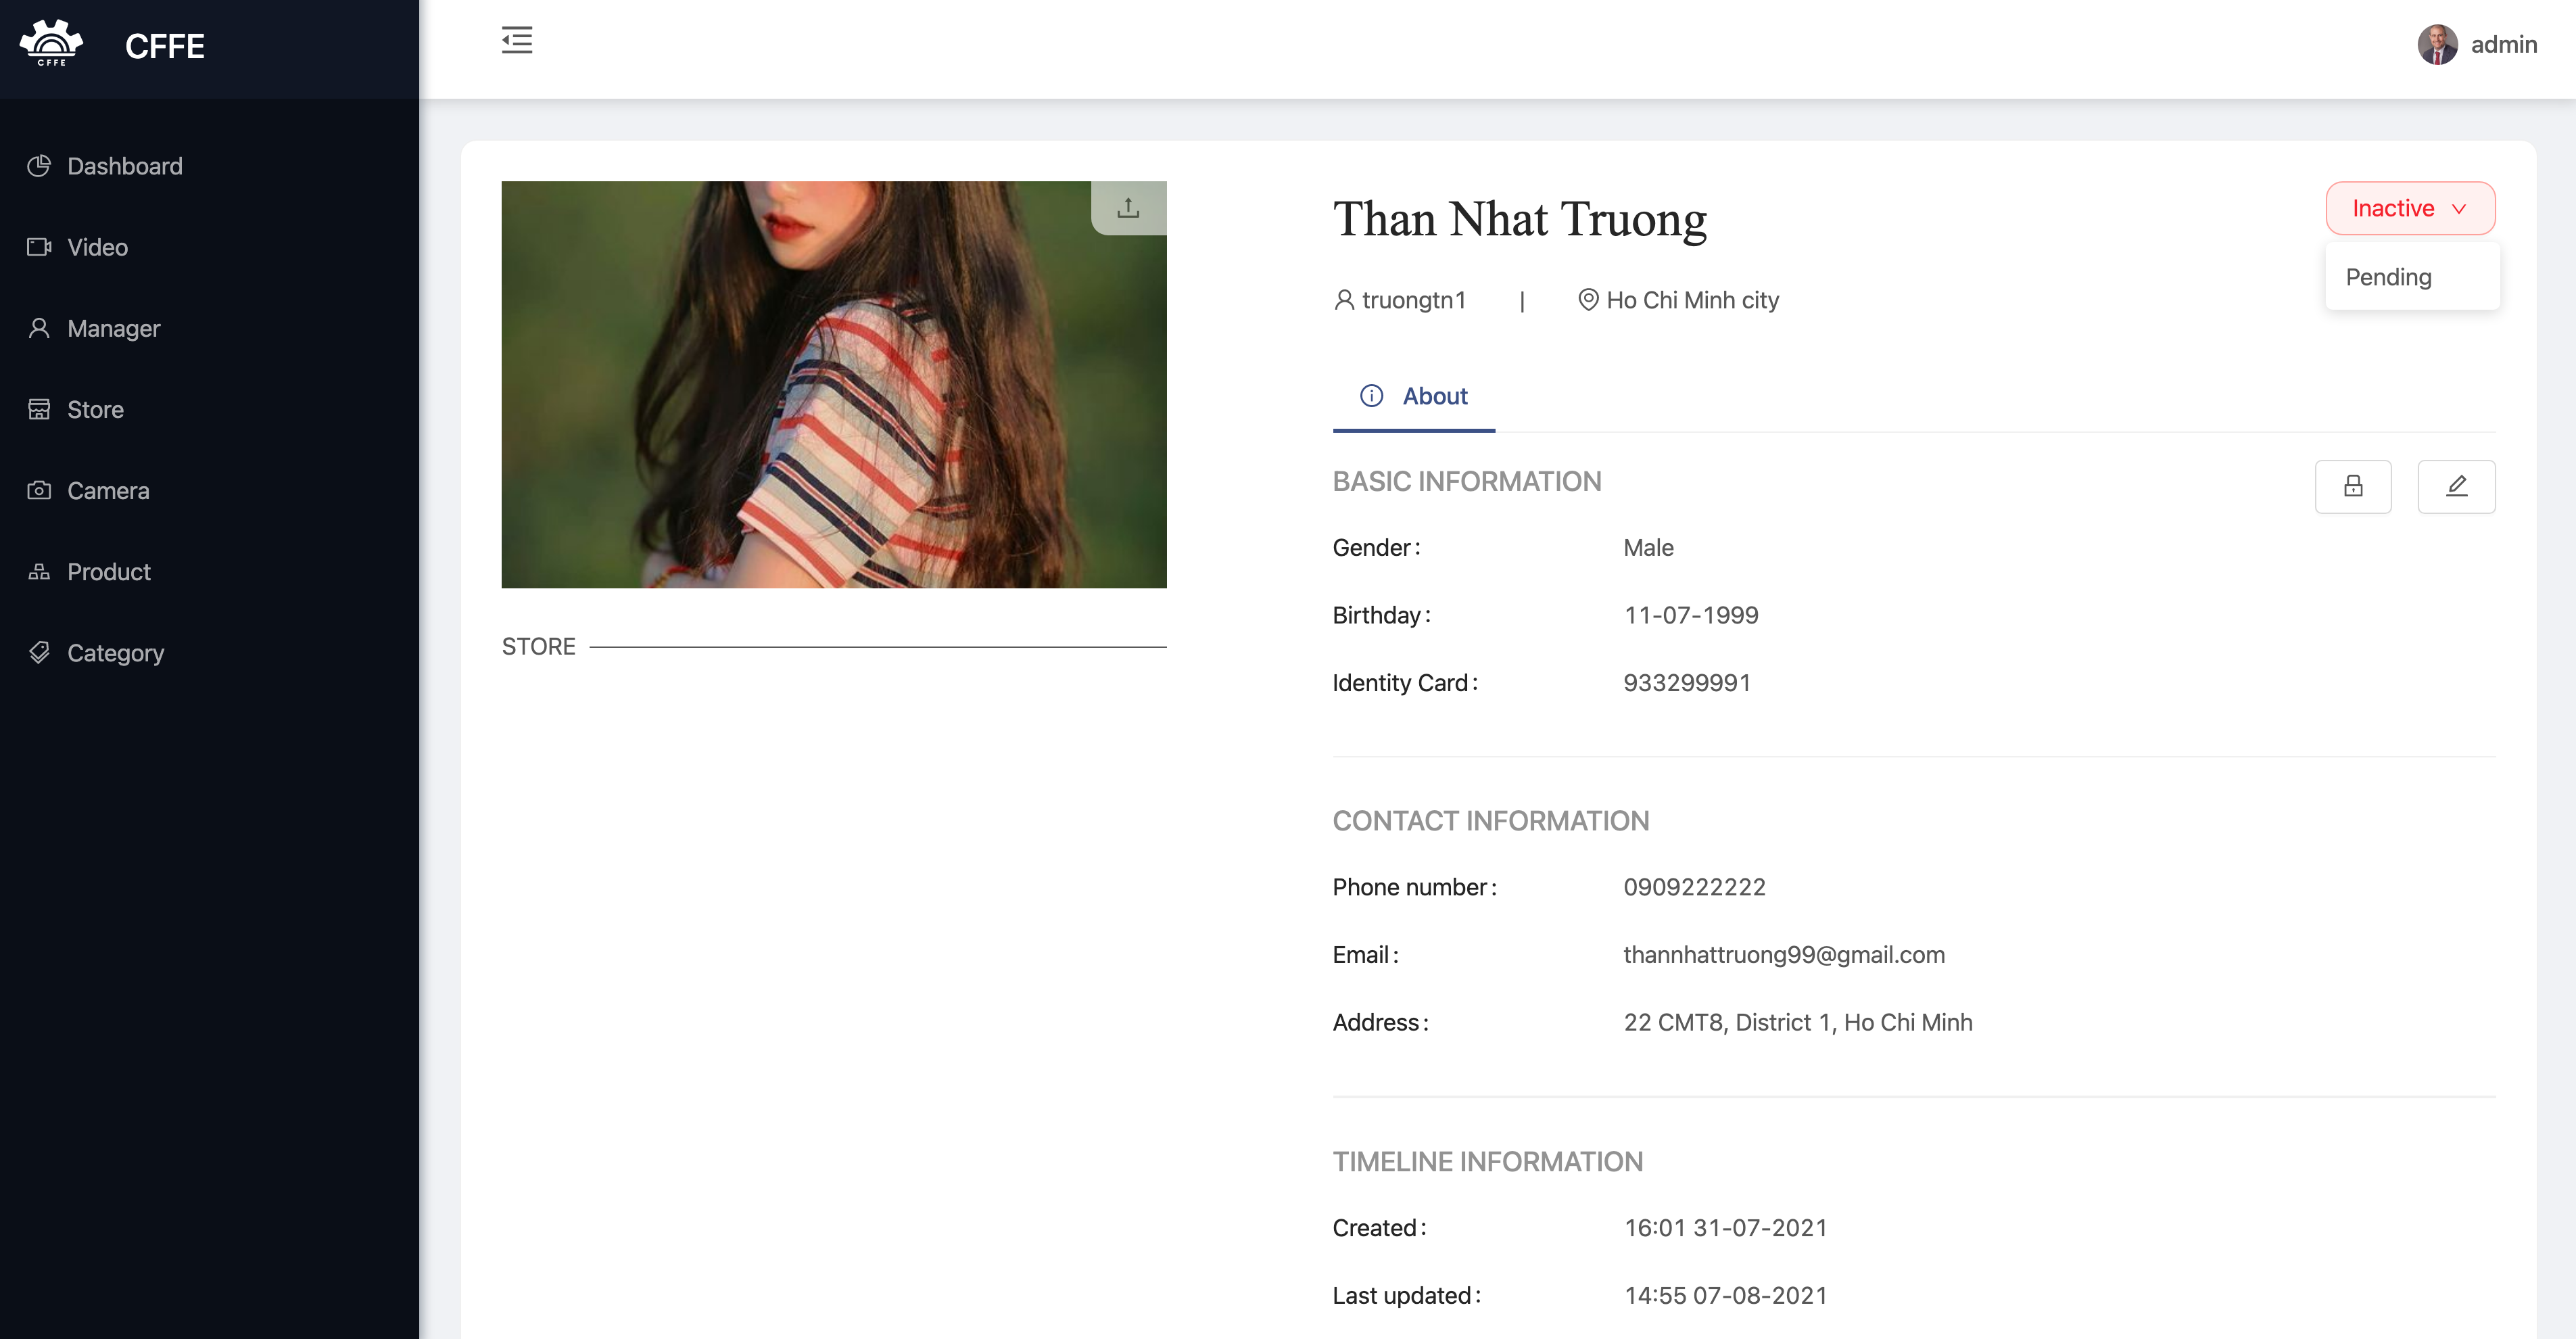 CFFE
CFFE
admin
Dashboard
Video
Manager
Store
Camera
Product
Category
STORE
Than Nhat Truong
Inactive
Pending
truongtn1 | Ho Chi Minh city
About
BASIC INFORMATION
Gender: Male
Birthday: 11-07-1999
Identity Card: 933299991
CONTACT INFORMATION
Phone number: 0909222222
Email: thannhattruong99@gmail.com
Address: 22 CMT8, District 1, Ho Chi Minh
TIMELINE INFORMATION
Created: 16:01 31-07-2021
Last updated: 14:55 07-08-2021